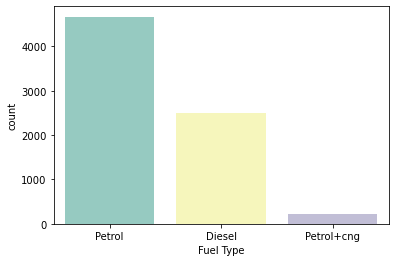 4000
3000
2000
1000
0
count
Petrol
Diesel
Petrol+cng
Fuel Type